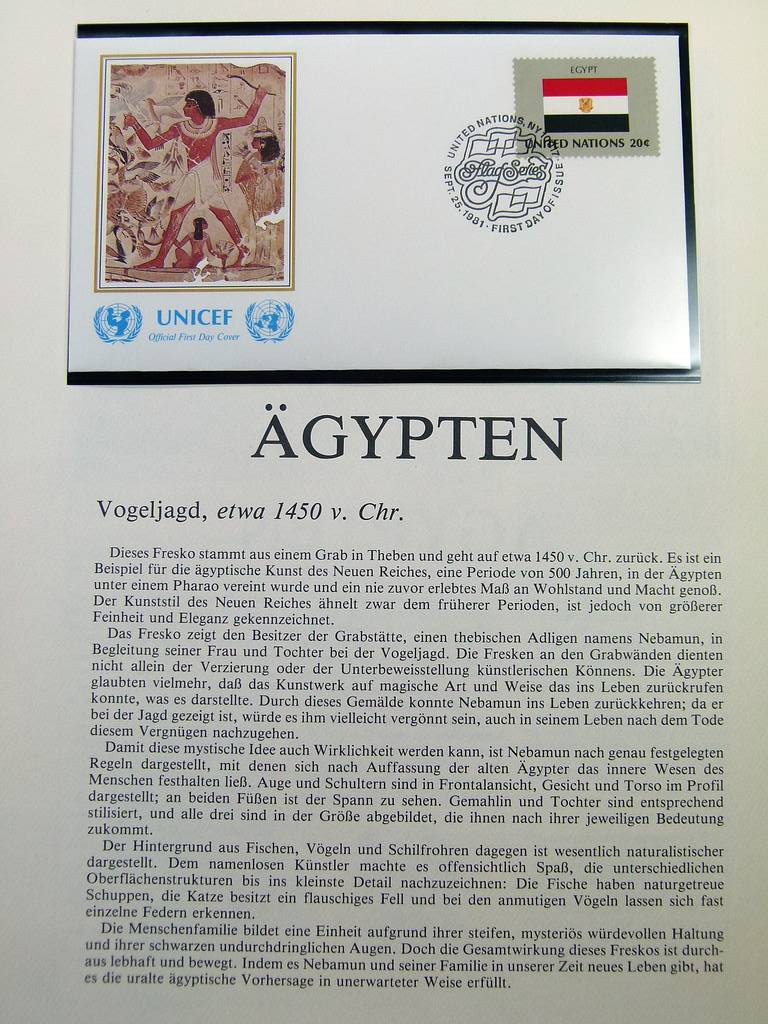 EGYPT
UNITED NATIONS 20¢
UNITED NATIONS, NY 10017
Flag Series
SEPT. 25, 1981 · FIRST DAY OF ISSUE
UNICEF
Official First Day Cover
ÄGYPTEN
Vogeljagd, etwa 1450 v. Chr.
Dieses Fresko stammt aus einem Grab in Theben und geht auf etwa 1450 v. Chr. zurück. Es ist ein
Beispiel für die ägyptische Kunst des Neuen Reiches, eine Periode von 500 Jahren, in der Ägypten
unter einem Pharao vereint wurde und ein nie zuvor erlebtes Maß an Wohlstand und Macht genoß.
Der Kunststil des Neuen Reiches ähnelt zwar dem früherer Perioden, ist jedoch von größerer
Feinheit und Eleganz gekennzeichnet.
Das Fresko zeigt den Besitzer der Grabstätte, einen thebischen Adligen namens Nebamun, in
Begleitung seiner Frau und Tochter bei der Vogeljagd. Die Fresken an den Grabwänden dienten
nicht allein der Verzierung oder der Unterbeweisstellung künstlerischen Könnens. Die Ägypter
glaubten vielmehr, daß das Kunstwerk auf magische Art und Weise das ins Leben zurückrufen
konnte, was es darstellte. Durch dieses Gemälde konnte Nebamun ins Leben zurückkehren; da er
bei der Jagd gezeigt ist, würde es ihm vielleicht vergönnt sein, auch in seinem Leben nach dem Tode
diesem Vergnügen nachzugehen.
Damit diese mystische Idee auch Wirklichkeit werden kann, ist Nebamun nach genau festgelegten
Regeln dargestellt, mit denen sich nach Auffassung der alten Ägypter das innere Wesen des
Menschen festhalten ließ. Auge und Schultern sind in Frontalansicht, Gesicht und Torso im Profil
dargestellt; an beiden Füßen ist der Spann zu sehen. Gemahlin und Tochter sind entsprechend
stilisiert, und alle drei sind in der Größe abgebildet, die ihnen nach ihrer jeweiligen Bedeutung
zukommt.
Der Hintergrund aus Fischen, Vögeln und Schilfrohren dagegen ist wesentlich naturalistischer
dargestellt. Dem namenlosen Künstler machte es offensichtlich Spaß, die unterschiedlichen
Oberflächenstrukturen bis ins kleinste Detail nachzuzeichnen: Die Fische haben naturgetreue
Schuppen, die Katze besitzt ein flauschiges Fell und bei den anmutigen Vögeln lassen sich fast
einzelne Federn erkennen.
Die Menschenfamilie bildet eine Einheit aufgrund ihrer steifen, mysteriös würdevollen Haltung
und ihrer schwarzen undurchdringlichen Augen. Doch die Gesamtwirkung dieses Freskos ist durch-
aus lebhaft und bewegt. Indem es Nebamun und seiner Familie in unserer Zeit neues Leben gibt, hat
es die uralte ägyptische Vorhersage in unerwarteter Weise erfüllt.